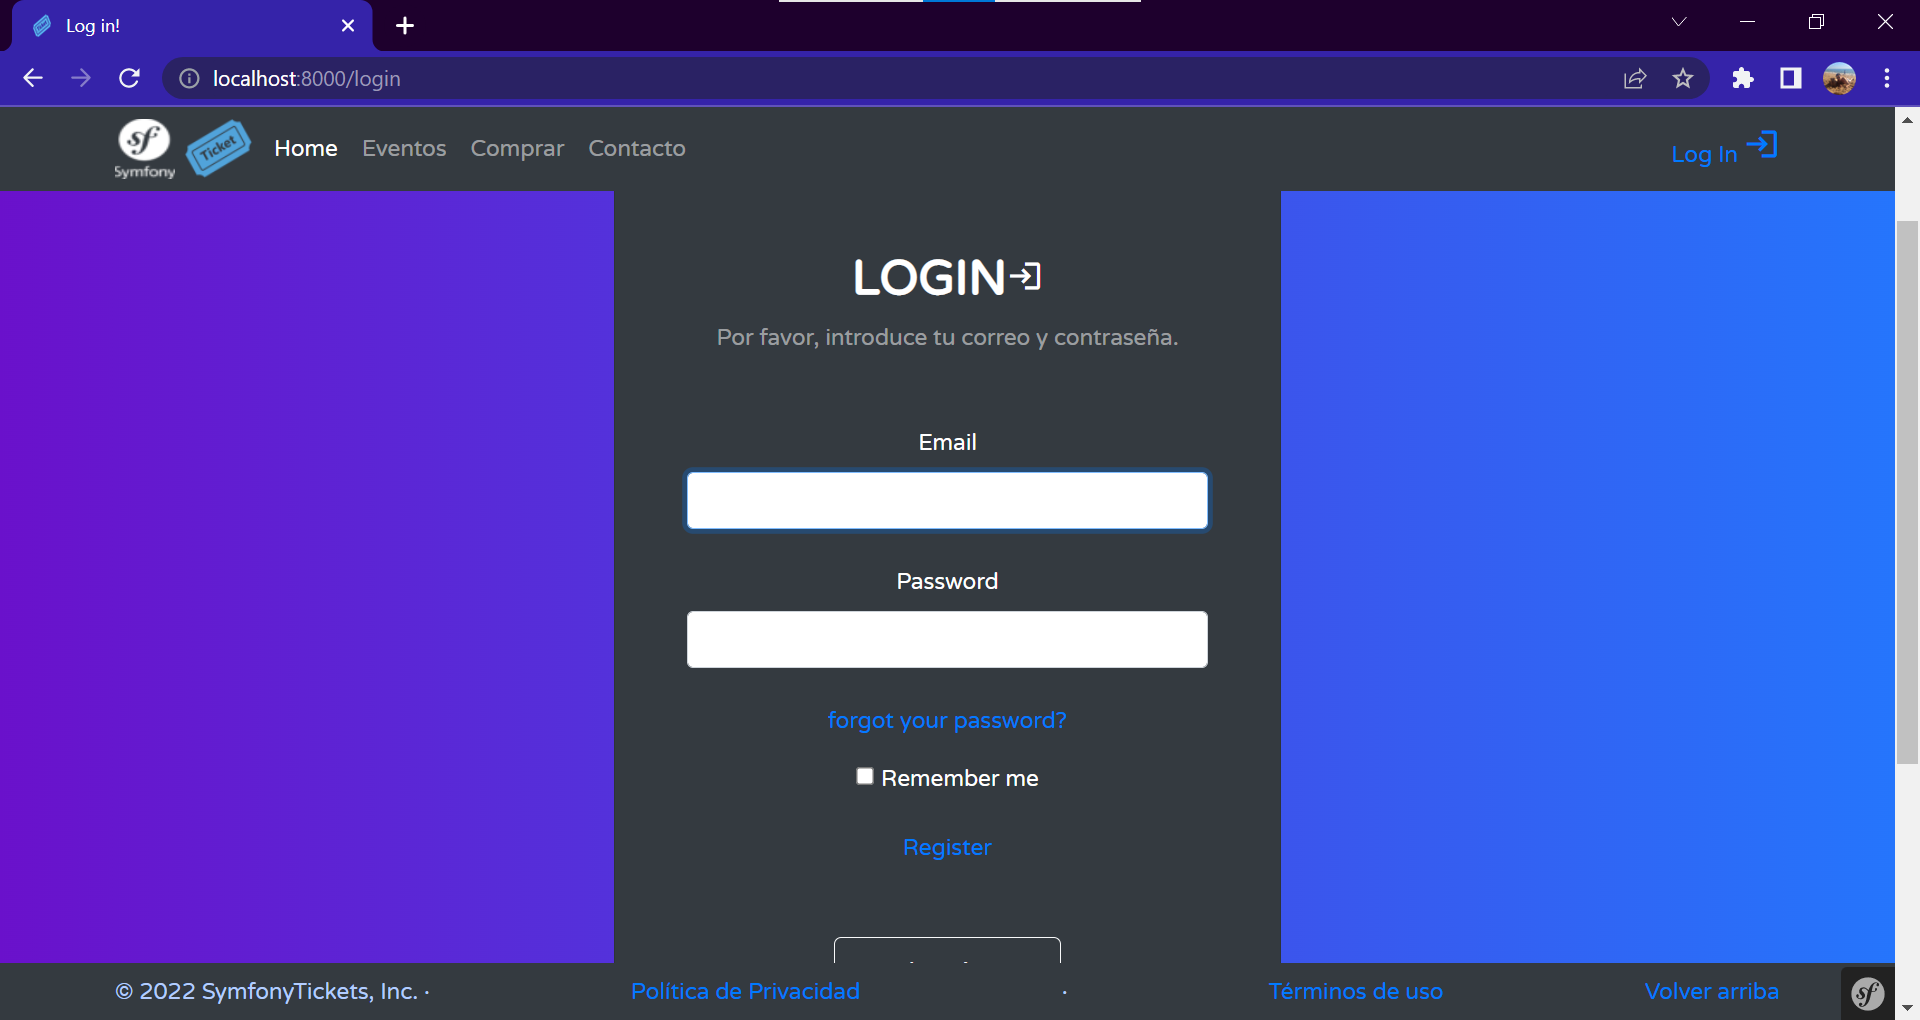 Log in!
localhost:8000/login
sf
Symfony
Ticket
Home Eventos Comprar Contacto
Log In
LOGIN
Por favor, introduce tu correo y contraseña.
Email
Password
forgot your password?
Remember me
Register
© 2022 SymfonyTickets, Inc. ·
Política de Privacidad
·
Términos de uso
Volver arriba
sf